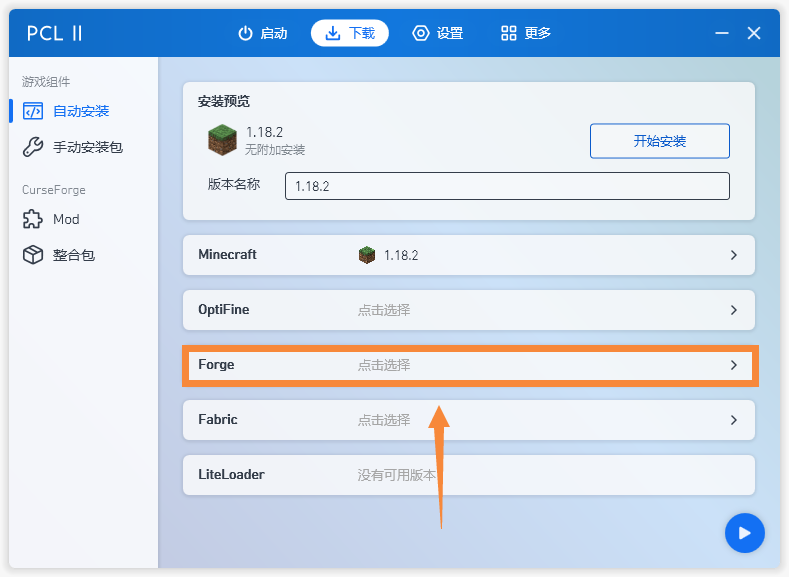 PCL II
启动
下载
设置
更多
游戏组件
自动安装
手动安装包
CurseForge
Mod
整合包
安装预览
1.18.2
无附加安装
开始安装
版本名称
1.18.2
Minecraft
1.18.2
OptiFine
点击选择
Forge
点击选择
Fabric
点击选择
LiteLoader
没有可用版本